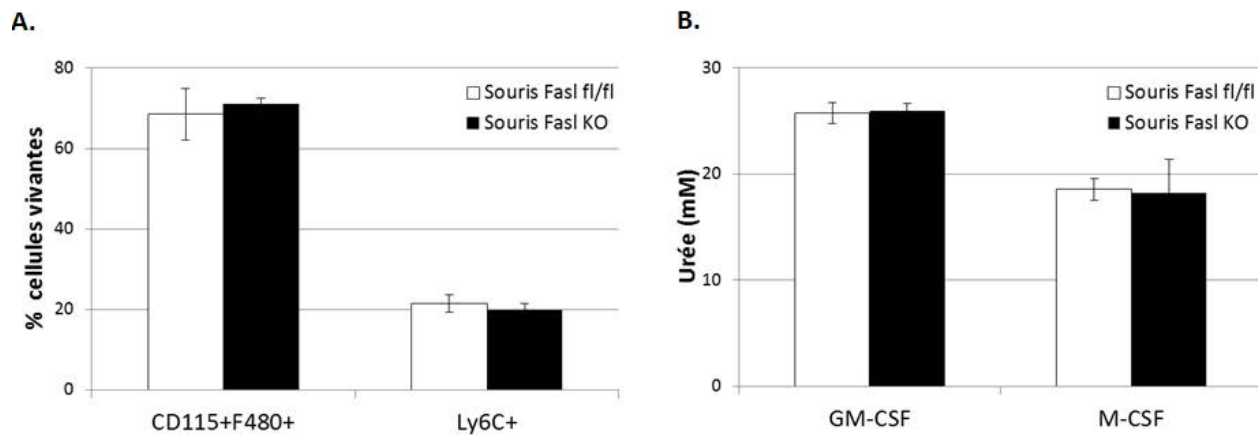 A.
% cellules vivantes
80
60
40
20
0
Souris Fasl fl/fl
Souris Fasl KO
CD115+F480+
Ly6C+
B.
Urée (mM)
30
20
10
0
Souris Fasl fl/fl
Souris Fasl KO
GM-CSF
M-CSF